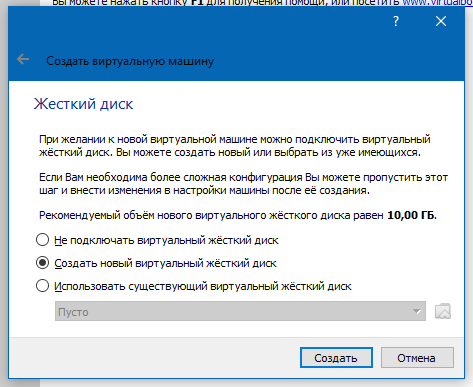 Вы можете нажать кнопку F1 для получения помощи, или посетить www.virtualbo
?
Создать виртуальную машину
Жесткий диск
При желании к новой виртуальной машине можно подключить виртуальный
жёсткий диск. Вы можете создать новый или выбрать из уже имеющихся.
Если Вам необходима более сложная конфигурация Вы можете пропустить этот
шаг и внести изменения в настройки машины после её создания.
Рекомендуемый объём нового виртуального жёсткого диска равен 10,00 ГБ.
Не подключать виртуальный жёсткий диск
Создать новый виртуальный жёсткий диск
Использовать существующий виртуальный жёсткий диск
Пусто
Создать
Отмена